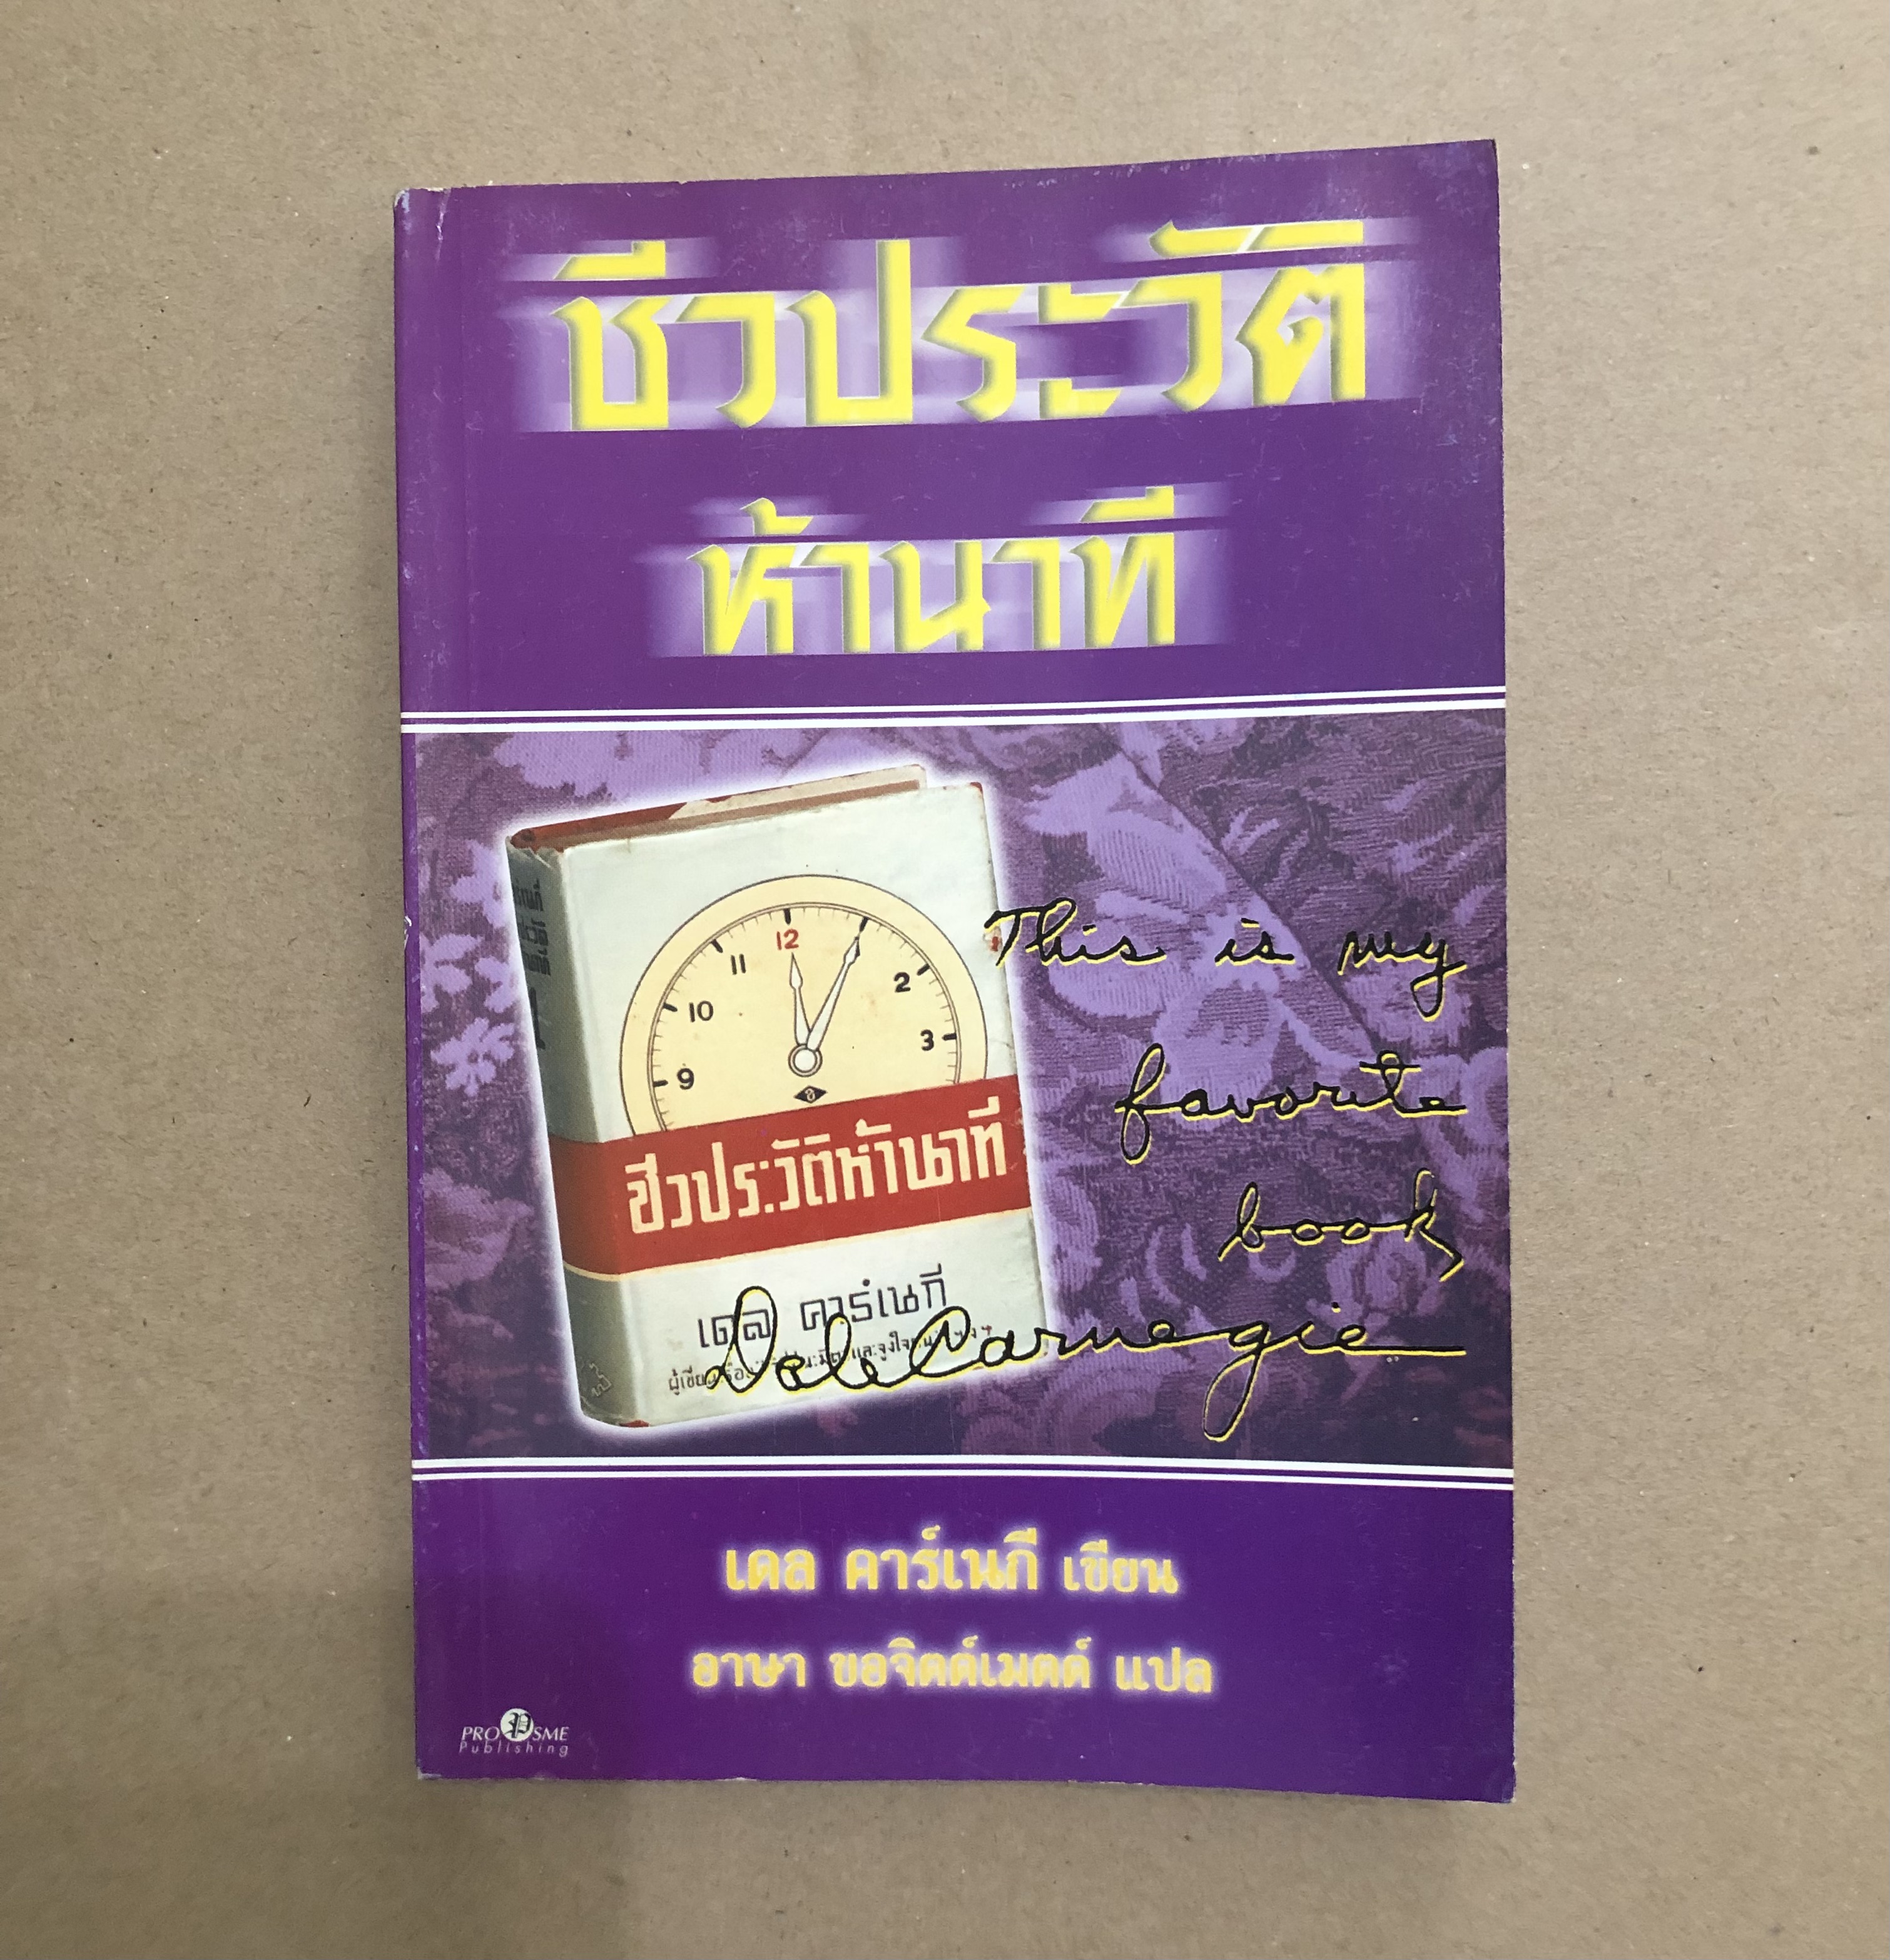 ชีวประวัติ
ห้านาที
12
11
2
10
3
9
ชีวประวัติห้านาที
เดล คาร์เนกี
This is my
favorite
book
Dale Carnegie
เดล คาร์เนกี เขียน
อาษา ขอจิตต์เมตต์ แปล
PRO P SME
Publishing